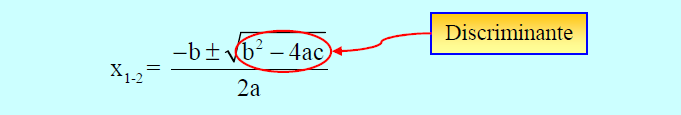 x₁₋₂ = (−b ± √(b² − 4ac)) / 2a
Discriminante